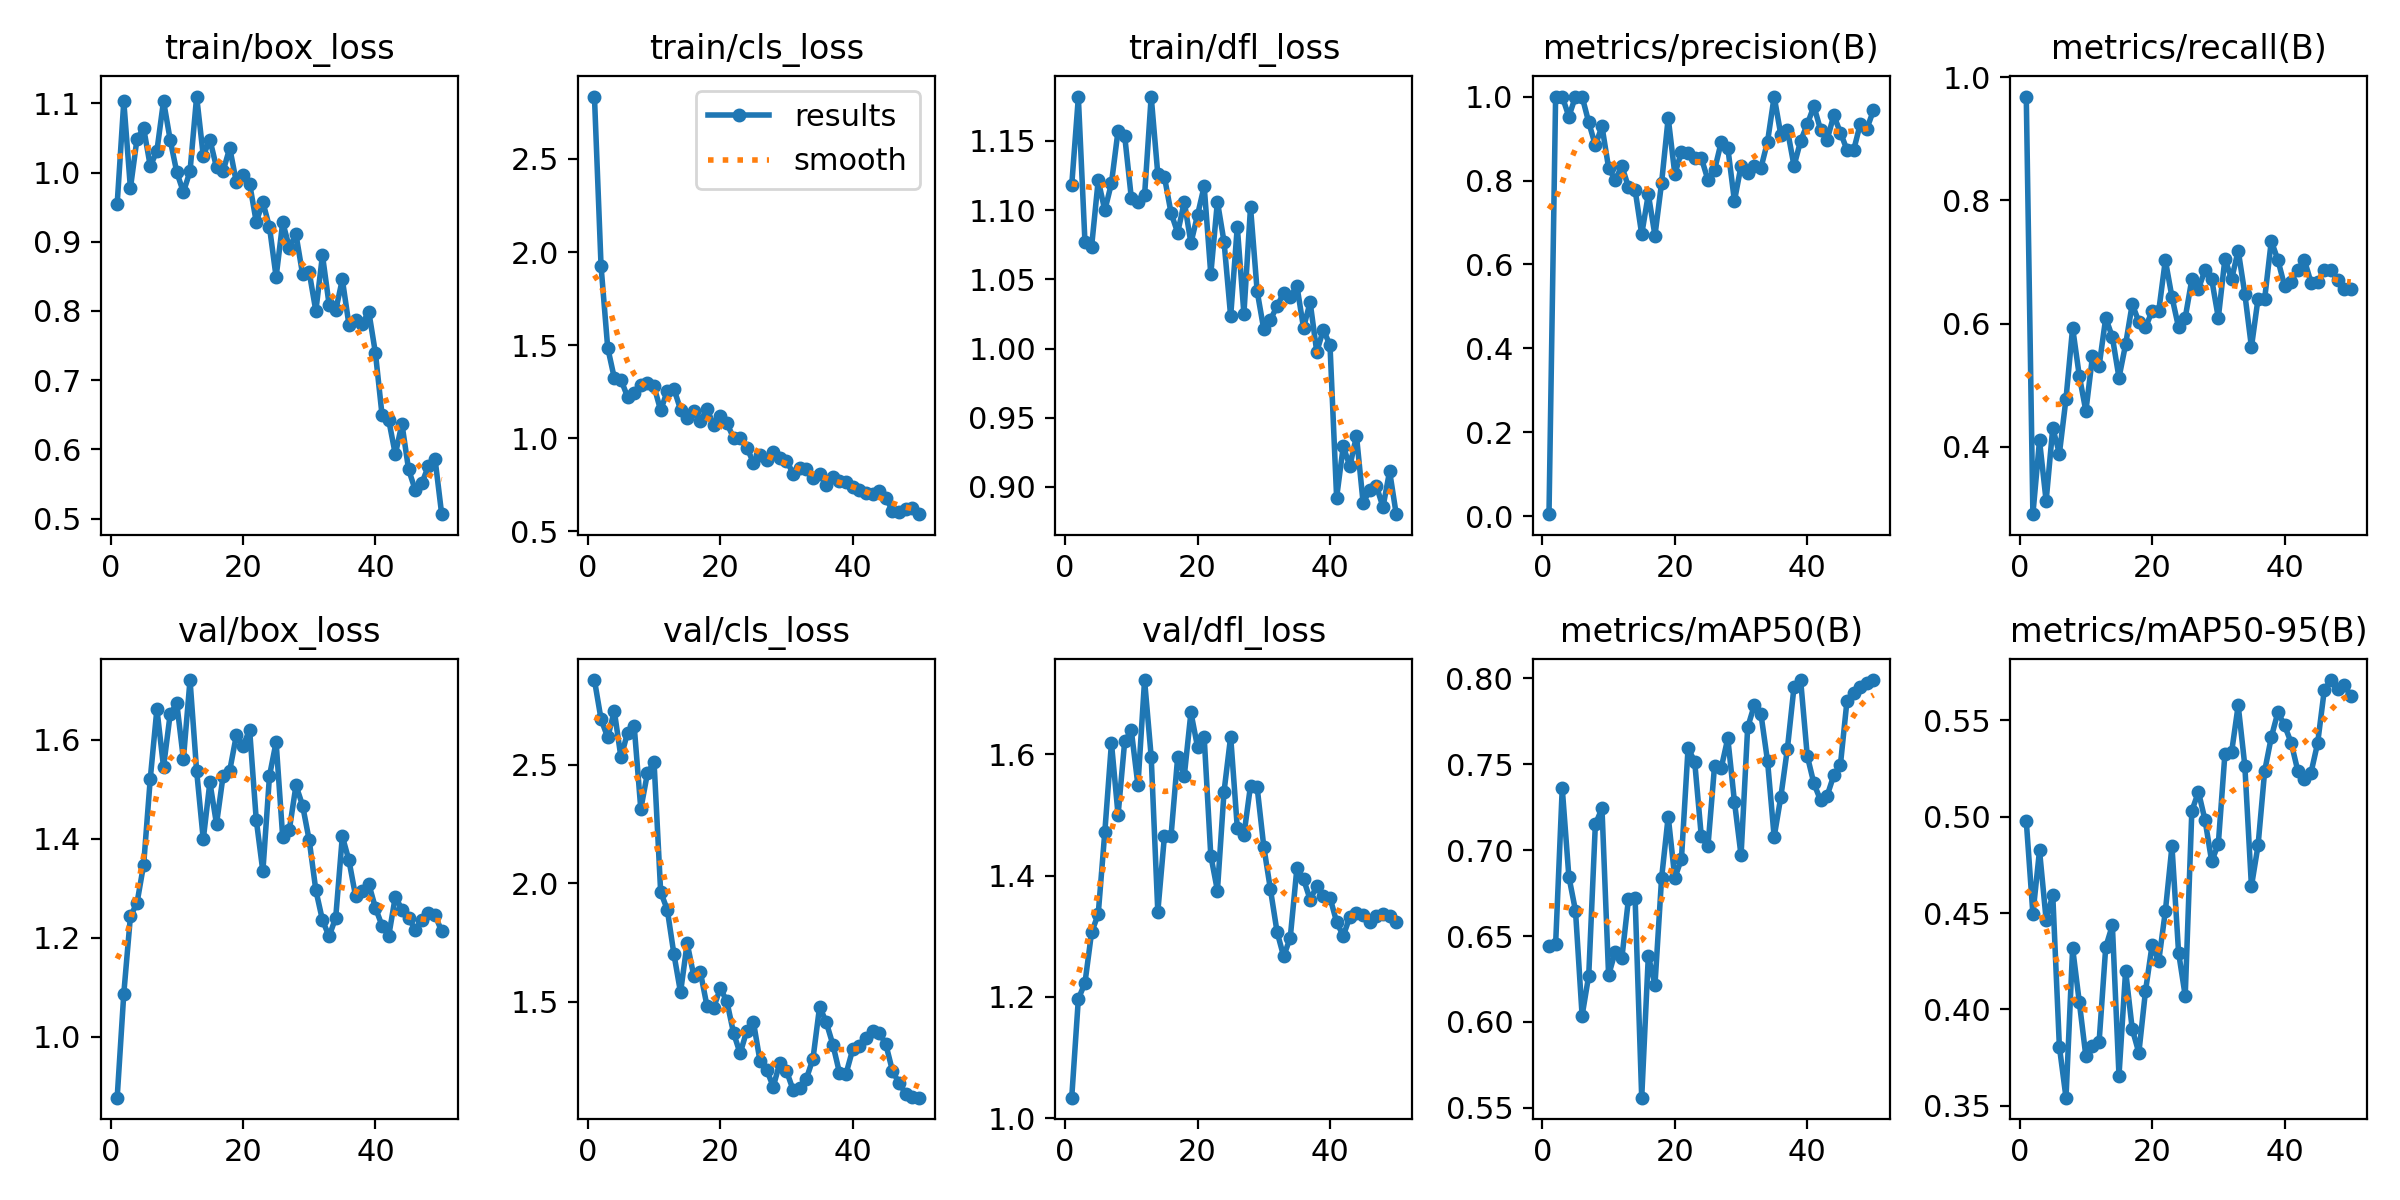 train/box_loss
1.1
1.0
0.9
0.8
0.7
0.6
0.5
0 20 40
train/cls_loss
results
smooth
2.5
2.0
1.5
1.0
0.5
0 20 40
train/dfl_loss
1.15
1.10
1.05
1.00
0.95
0.90
0 20 40
metrics/precision(B)
1.0
0.8
0.6
0.4
0.2
0.0
0 20 40
metrics/recall(B)
1.0
0.8
0.6
0.4
0 20 40
val/box_loss
1.6
1.4
1.2
1.0
0 20 40
val/cls_loss
2.5
2.0
1.5
0 20 40
val/dfl_loss
1.6
1.4
1.2
1.0
0 20 40
metrics/mAP50(B)
0.80
0.75
0.70
0.65
0.60
0.55
0 20 40
metrics/mAP50-95(B)
0.55
0.50
0.45
0.40
0.35
0 20 40